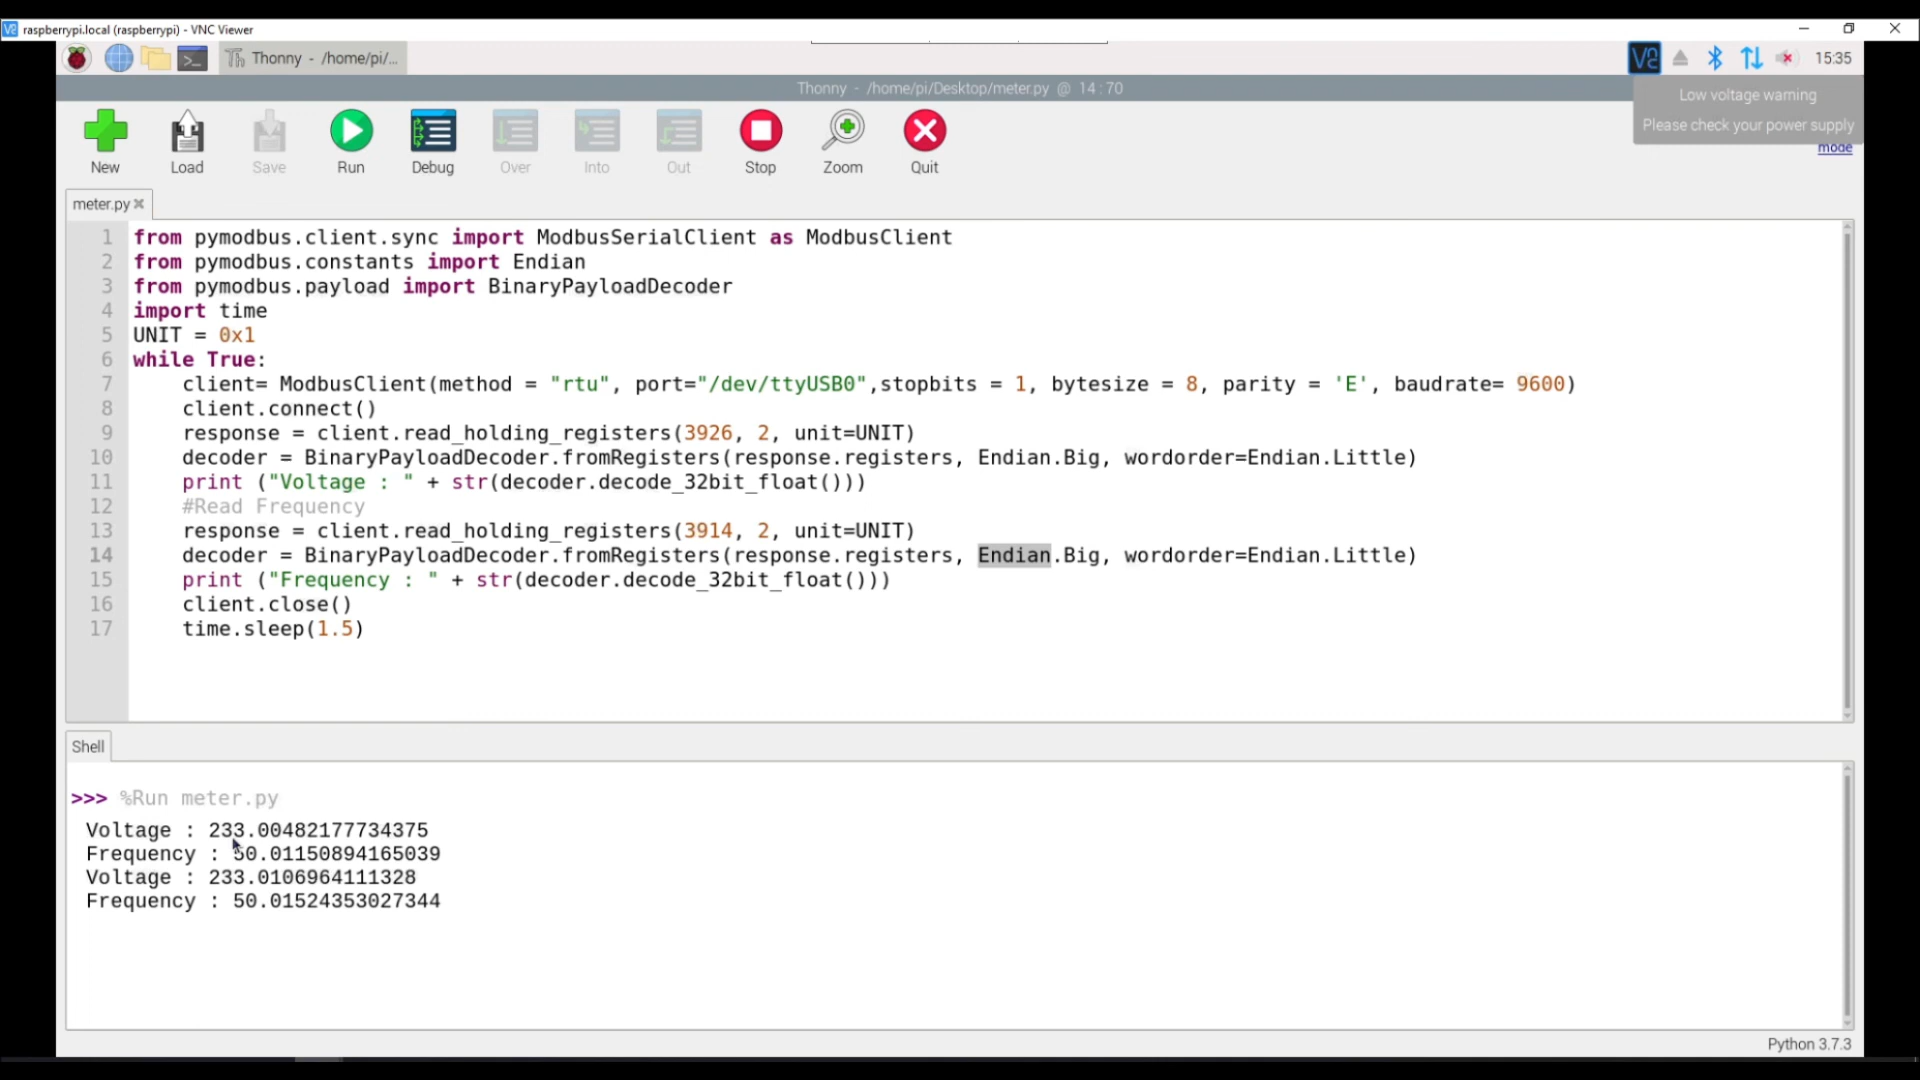 raspberrypi.local (raspberrypi) - VNC Viewer
Thonny - /home/pi/...
15:35
Thonny - /home/pi/Desktop/meter.py @ 14:70
Low voltage warning
Please check your power supply
mode
New Load Save Run Debug Over Into Out Stop Zoom Quit
meter.py
1 from pymodbus.client.sync import ModbusSerialClient as ModbusClient
2 from pymodbus.constants import Endian
3 from pymodbus.payload import BinaryPayloadDecoder
4 import time
5 UNIT = 0x1
6 while True:
7     client= ModbusClient(method = "rtu", port="/dev/ttyUSB0",stopbits = 1, bytesize = 8, parity = 'E', baudrate= 9600)
8     client.connect()
9     response = client.read_holding_registers(3926, 2, unit=UNIT)
10     decoder = BinaryPayloadDecoder.fromRegisters(response.registers, Endian.Big, wordorder=Endian.Little)
11     print ("Voltage : " + str(decoder.decode_32bit_float()))
12     #Read Frequency
13     response = client.read_holding_registers(3914, 2, unit=UNIT)
14     decoder = BinaryPayloadDecoder.fromRegisters(response.registers, Endian.Big, wordorder=Endian.Little)
15     print ("Frequency : " + str(decoder.decode_32bit_float()))
16     client.close()
17     time.sleep(1.5)
Shell
>>> %Run meter.py
Voltage : 233.00482177734375
Frequency : 50.01150894165039
Voltage : 233.0106964111328
Frequency : 50.01524353027344
Python 3.7.3